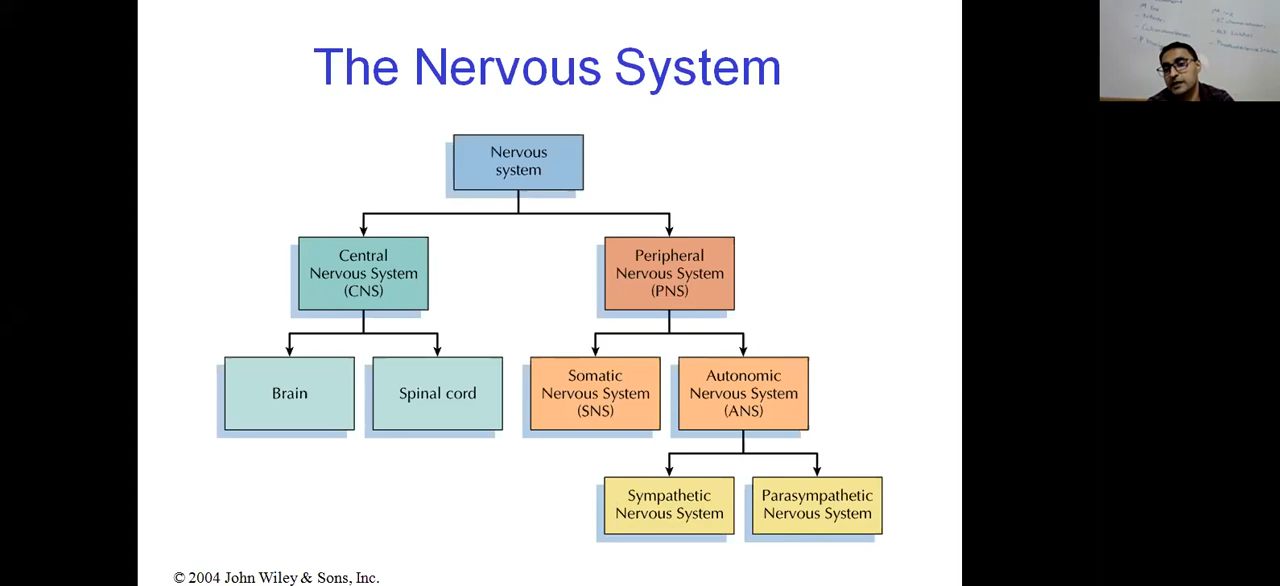 The Nervous System
Nervous
system
Central
Nervous System
(CNS)
Peripheral
Nervous System
(PNS)
Brain
Spinal cord
Somatic
Nervous System
(SNS)
Autonomic
Nervous System
(ANS)
Sympathetic
Nervous System
Parasympathetic
Nervous System
© 2004 John Wiley & Sons, Inc.